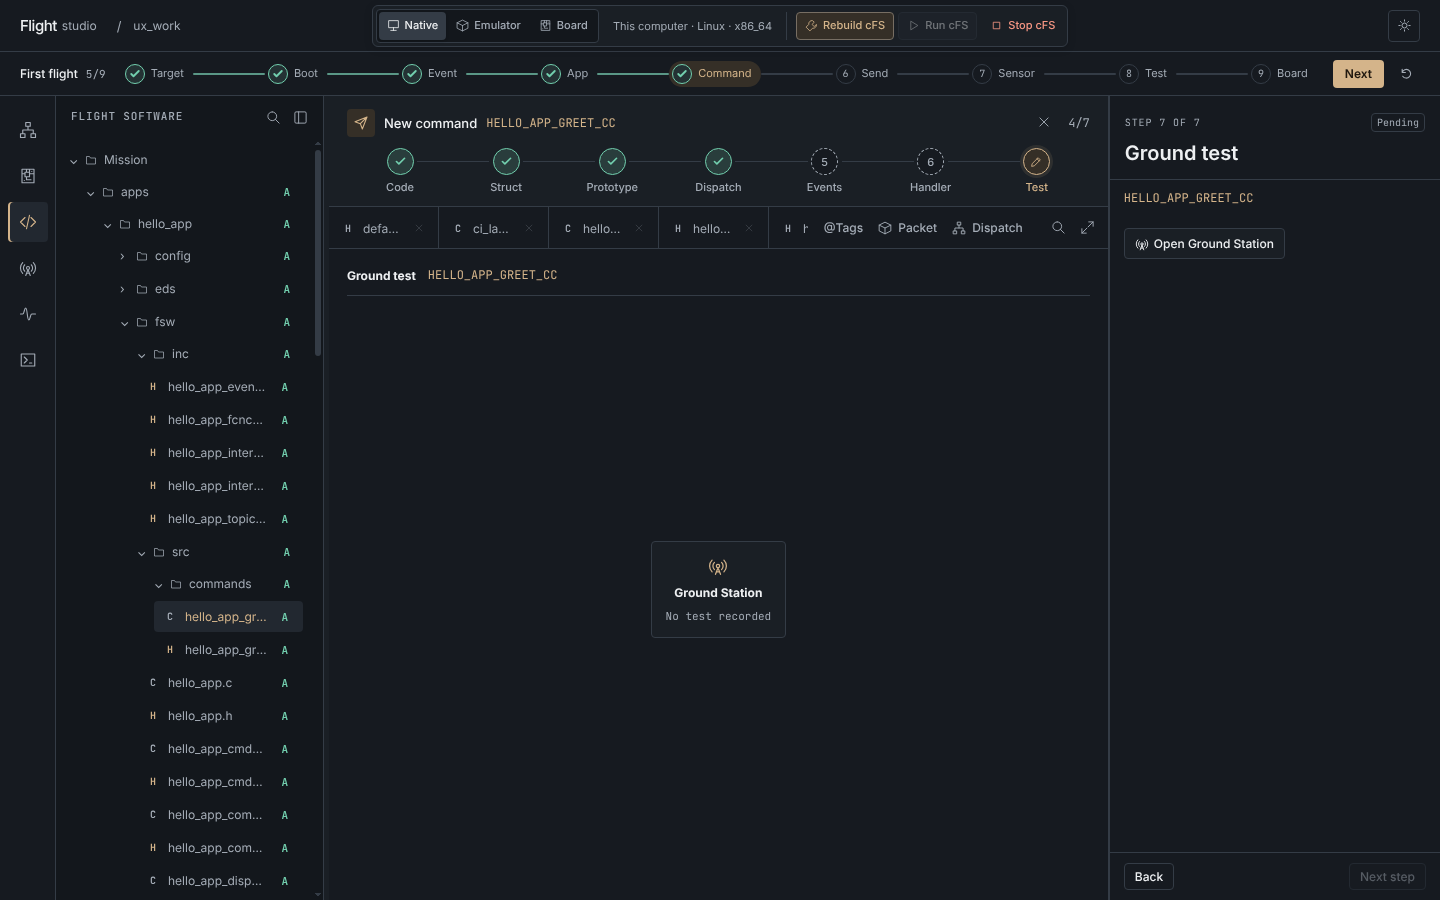 Flight studio / ux_work
Native Emulator Board This computer · Linux · x86_64 Rebuild cFS Run cFS Stop cFS
First flight 5/9 Target Boot Event App Command 6 Send 7 Sensor 8 Test 9 Board Next
FLIGHT SOFTWARE
Mission
apps A
hello_app A
config A
eds A
fsw A
inc A
H hello_app_even... A
H hello_app_fcnc... A
H hello_app_inter... A
H hello_app_inter... A
H hello_app_topic... A
src A
commands A
C hello_app_gr... A
H hello_app_gr... A
C hello_app.c A
H hello_app.h A
C hello_app_cmd... A
H hello_app_cmd... A
C hello_app_com... A
H hello_app_com... A
C hello_app_disp... A
New command HELLO_APP_GREET_CC 4/7
5 6
Code Struct Prototype Dispatch Events Handler Test
H defa... C ci_la... C hello... H hello... H @Tags Packet Dispatch
Ground test HELLO_APP_GREET_CC
Ground Station
No test recorded
STEP 7 OF 7 Pending
Ground test
HELLO_APP_GREET_CC
Open Ground Station
Back Next step